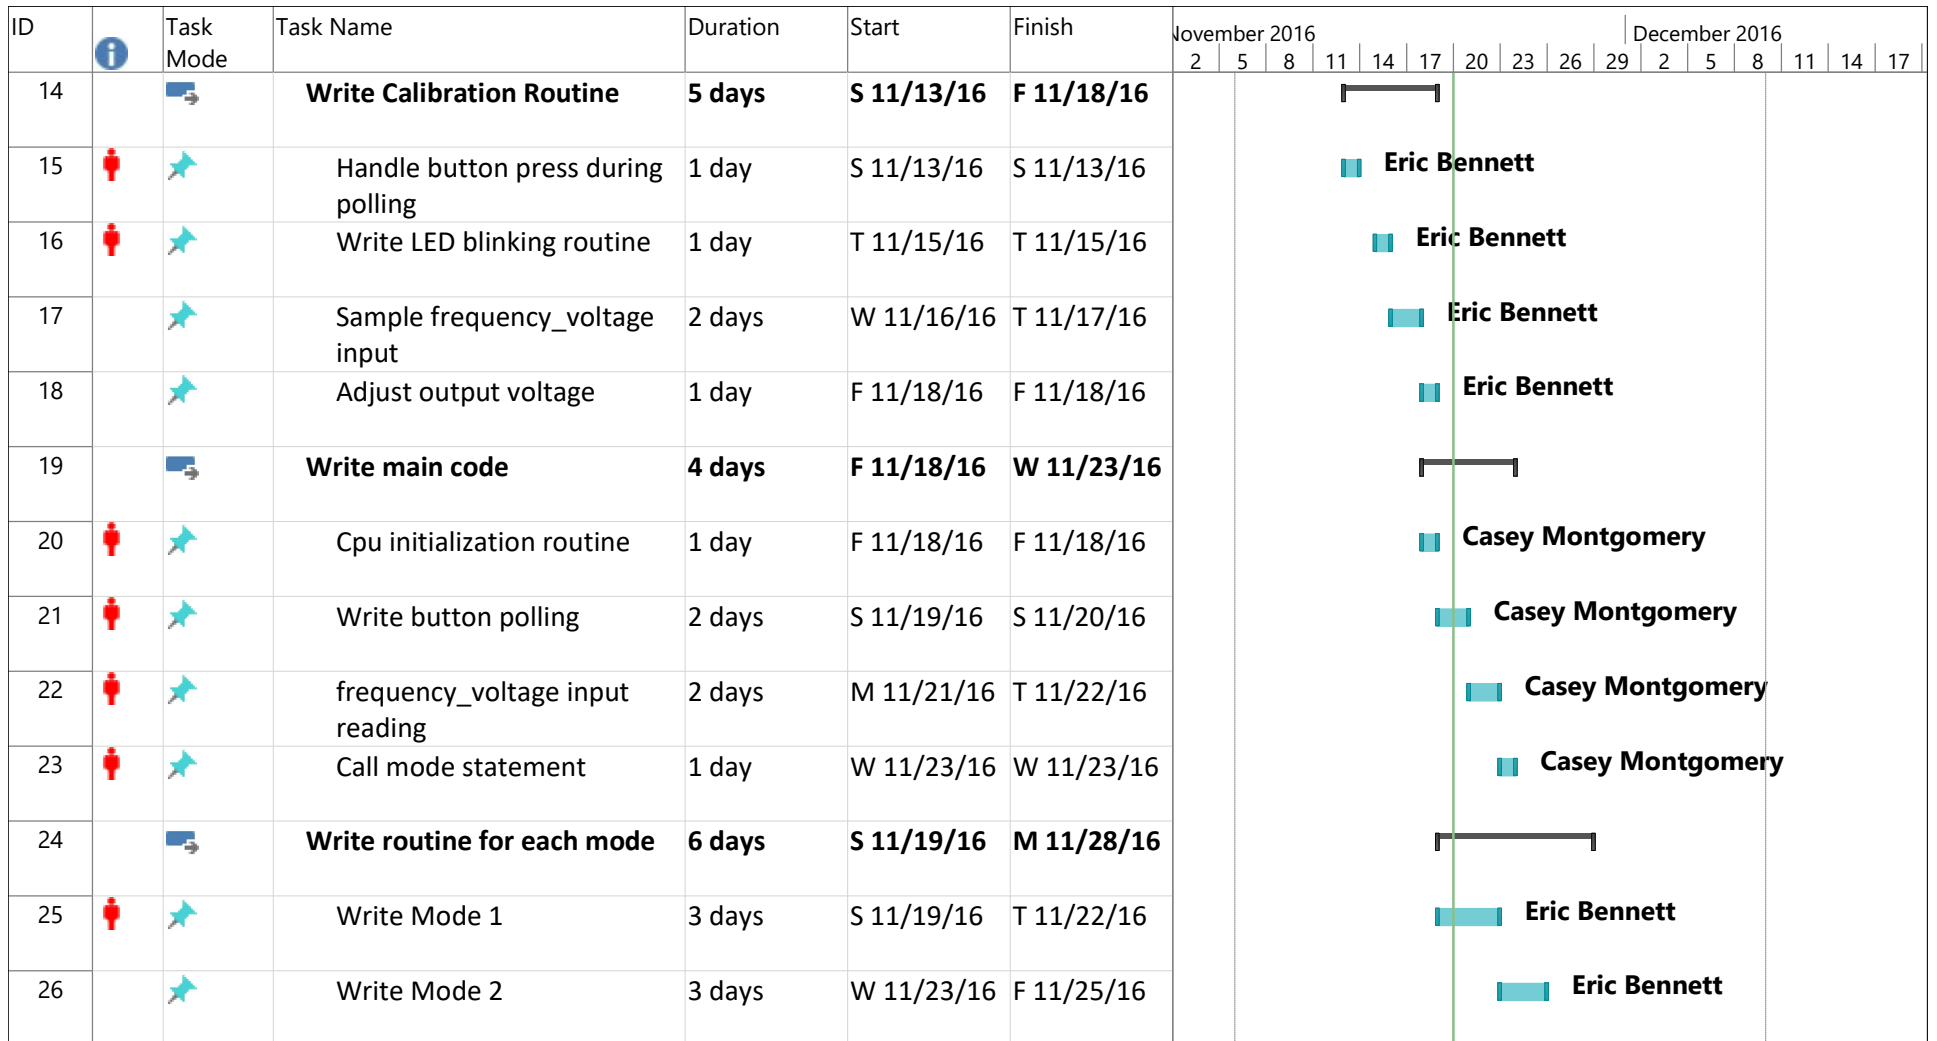 ID Task Mode Task Name Duration Start Finish
November 2016 December 2016
2 5 8 11 14 17 20 23 26 29 2 5 8 11 14 17
14 Write Calibration Routine 5 days S 11/13/16 F 11/18/16
15 Handle button press during polling 1 day S 11/13/16 S 11/13/16 Eric Bennett
16 Write LED blinking routine 1 day T 11/15/16 T 11/15/16 Eric Bennett
17 Sample frequency_voltage input 2 days W 11/16/16 T 11/17/16 Eric Bennett
18 Adjust output voltage 1 day F 11/18/16 F 11/18/16 Eric Bennett
19 Write main code 4 days F 11/18/16 W 11/23/16
20 Cpu initialization routine 1 day F 11/18/16 F 11/18/16 Casey Montgomery
21 Write button polling 2 days S 11/19/16 S 11/20/16 Casey Montgomery
22 frequency_voltage input reading 2 days M 11/21/16 T 11/22/16 Casey Montgomery
23 Call mode statement 1 day W 11/23/16 W 11/23/16 Casey Montgomery
24 Write routine for each mode 6 days S 11/19/16 M 11/28/16
25 Write Mode 1 3 days S 11/19/16 T 11/22/16 Eric Bennett
26 Write Mode 2 3 days W 11/23/16 F 11/25/16 Eric Bennett